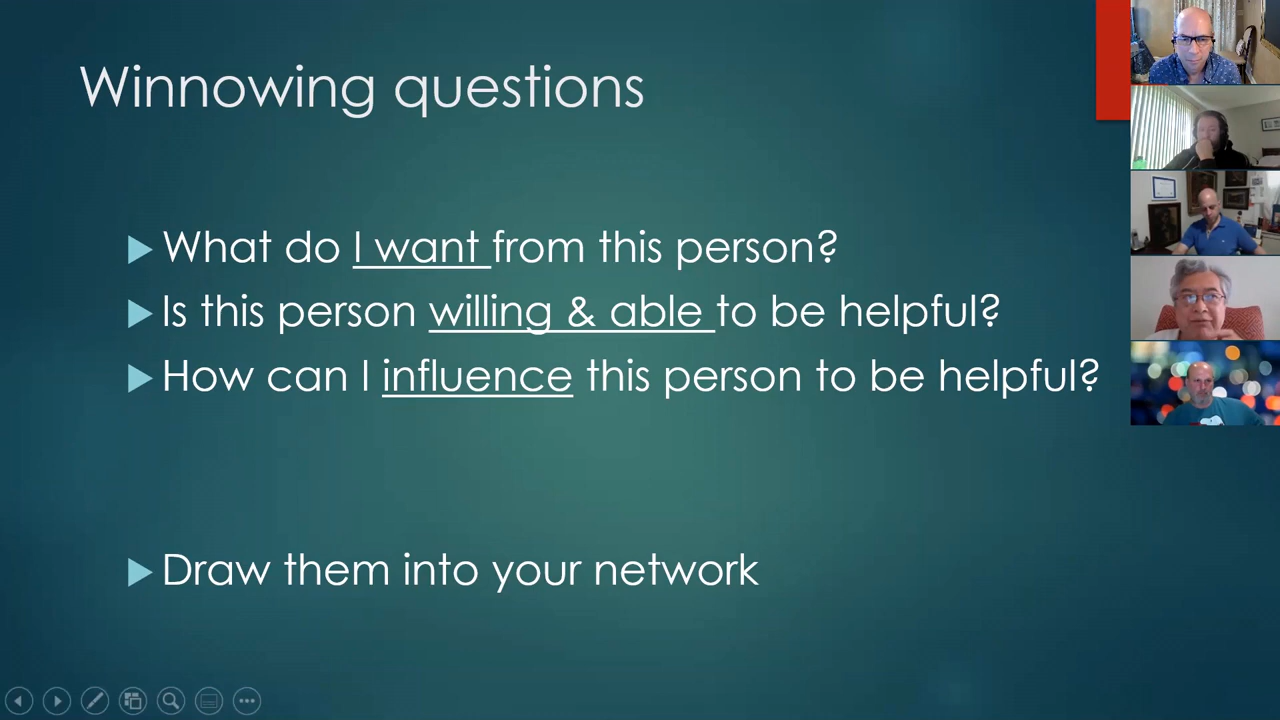 Winnowing questions
What do I want from this person?
Is this person willing & able to be helpful?
How can I influence this person to be helpful?
Draw them into your network